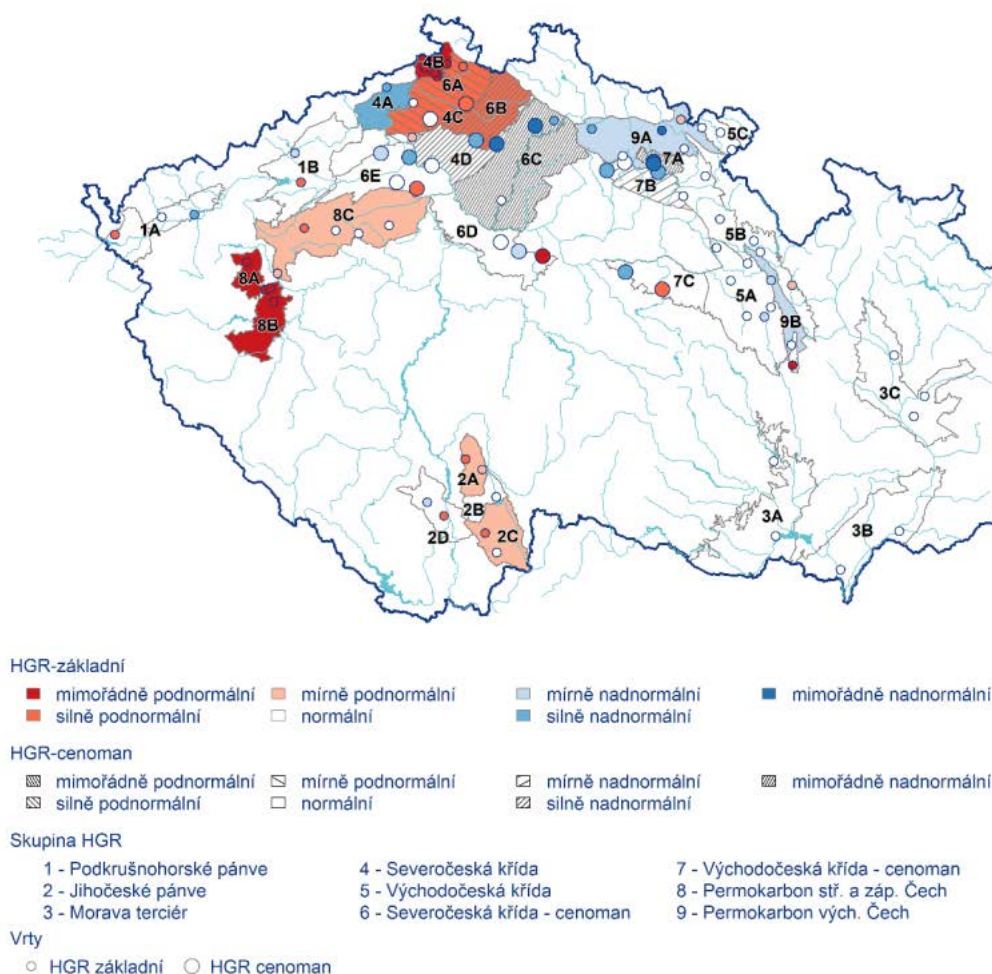 4B
6A
4A
6B
4C
5C
9A
1B
4D
6C
7A
6E
7B
8C
1A
6D
5B
8A
7C
5A
8B
9B
3C
2A
2B
3A
2D
2C
3B
HGR-základní
mimořádně podnormální mírně podnormální mírně nadnormální mimořádně nadnormální
silně podnormální normální silně nadnormální
HGR-cenoman
mimořádně podnormální mírně podnormální mírně nadnormální mimořádně nadnormální
silně podnormální normální silně nadnormální
Skupina HGR
1 - Podkrušnohorské pánve 4 - Severočeská křída 7 - Východočeská křída - cenoman
2 - Jihočeské pánve 5 - Východočeská křída 8 - Permokarbon stř. a záp. Čech
3 - Morava terciér 6 - Severočeská křída - cenoman 9 - Permokarbon vých. Čech
Vrty
HGR základní HGR cenoman